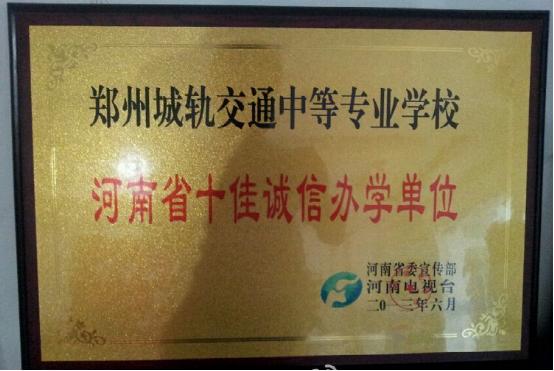 郑州城轨交通中等专业学校
河南省十佳诚信办学单位
河南省委宣传部
河南电视台
二〇一三年六月